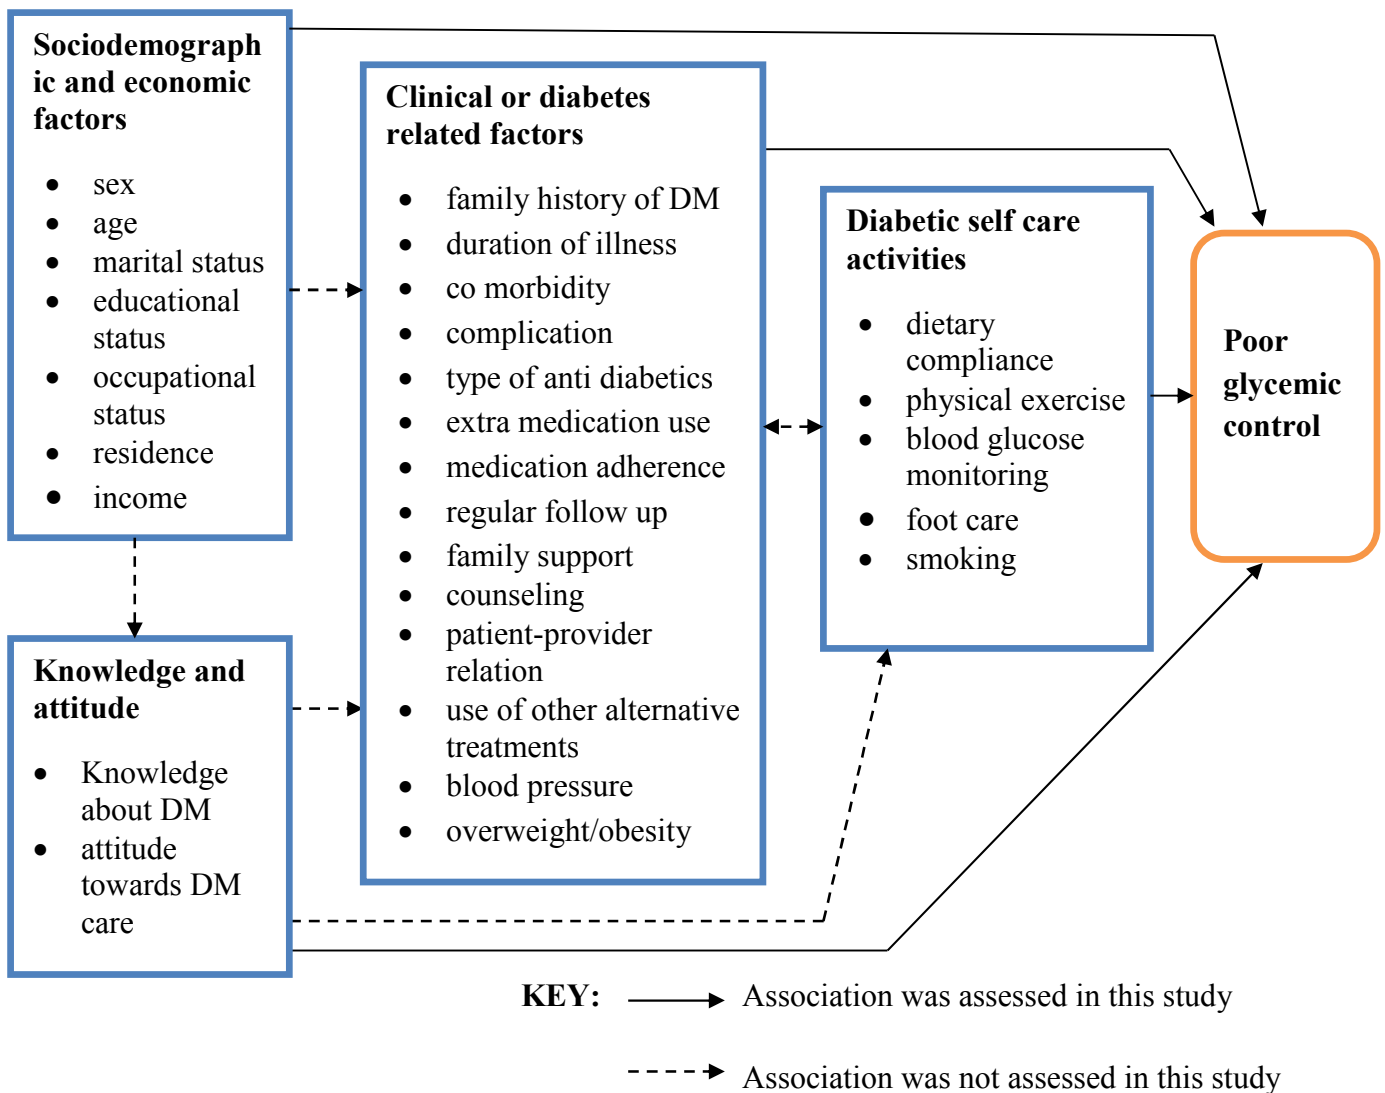 Sociodemograph
ic and economic
factors
• sex
• age
• marital status
• educational
status
• occupational
status
• residence
• income
Clinical or diabetes
related factors
• family history of DM
• duration of illness
• co morbidity
• complication
• type of anti diabetics
• extra medication use
• medication adherence
• regular follow up
• family support
• counseling
• patient-provider
relation
• use of other alternative
treatments
• blood pressure
• overweight/obesity
Diabetic self care
activities
• dietary
compliance
• physical exercise
• blood glucose
monitoring
• foot care
• smoking
Poor
glycemic
control
Knowledge and
attitude
• Knowledge
about DM
• attitude
towards DM
care
KEY: Association was assessed in this study
Association was not assessed in this study